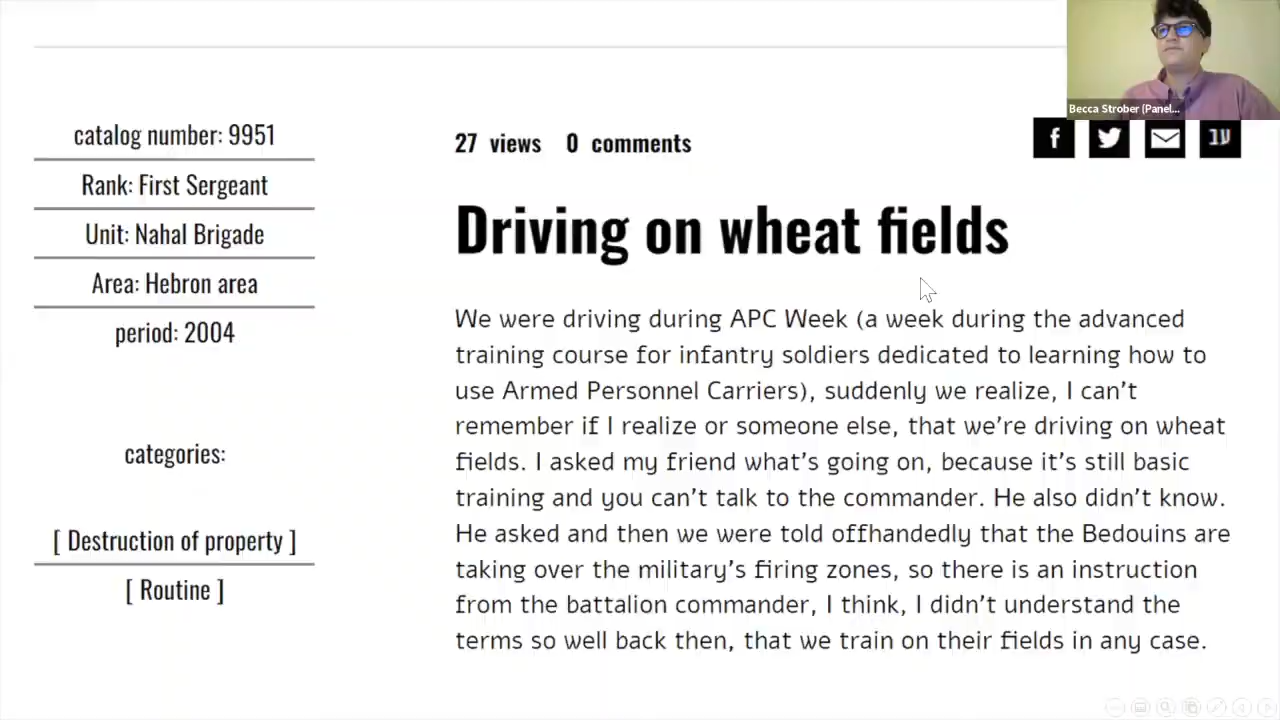 Becca Strober (Panel...
catalog number: 9951
Rank: First Sergeant
Unit: Nahal Brigade
Area: Hebron area
period: 2004
categories:
[ Destruction of property ]
[ Routine ]
27 views 0 comments
f
עב
Driving on wheat fields
We were driving during APC Week (a week during the advanced
training course for infantry soldiers dedicated to learning how to
use Armed Personnel Carriers), suddenly we realize, I can't
remember if I realize or someone else, that we're driving on wheat
fields. I asked my friend what's going on, because it's still basic
training and you can't talk to the commander. He also didn't know.
He asked and then we were told offhandedly that the Bedouins are
taking over the military's firing zones, so there is an instruction
from the battalion commander, I think, I didn't understand the
terms so well back then, that we train on their fields in any case.